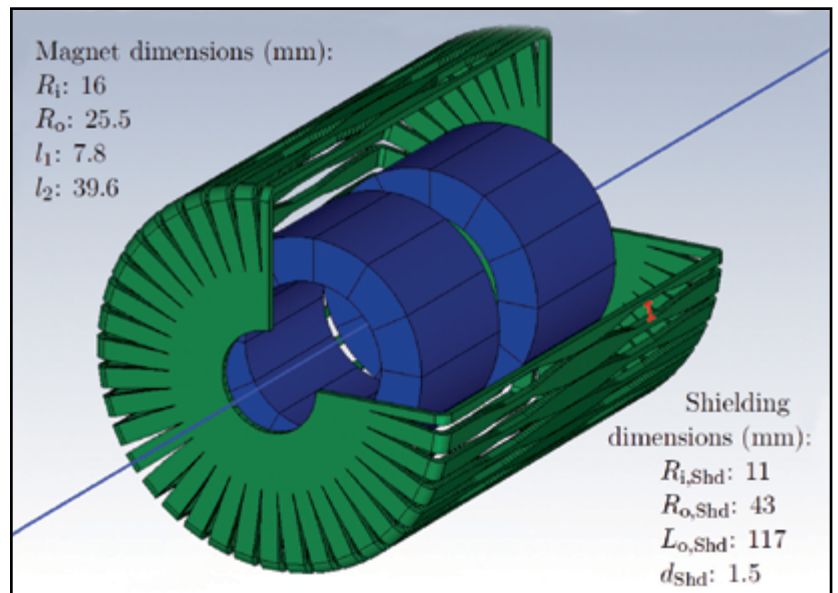 Magnet dimensions (mm):
Rᵢ: 16
Rₒ: 25.5
l₁: 7.8
l₂: 39.6
Shielding
dimensions (mm):
Rᵢ,Shd: 11
Rₒ,Shd: 43
Lₒ,Shd: 117
dShd: 1.5